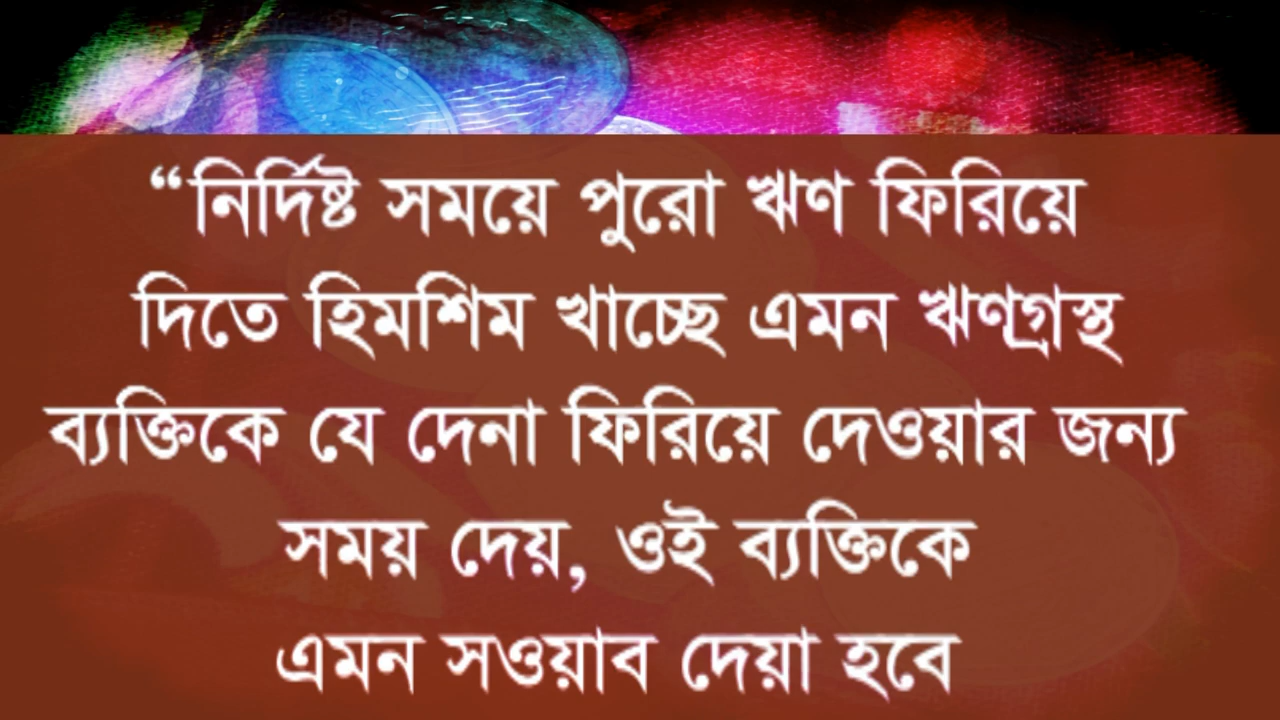 “নির্দিষ্ট সময়ে পুরো ঋণ ফিরিয়ে
দিতে হিমশিম খাচ্ছে এমন ঋণগ্রস্থ
ব্যক্তিকে যে দেনা ফিরিয়ে দেওয়ার জন্য
সময় দেয়, ওই ব্যক্তিকে
এমন সওয়াব দেয়া হবে